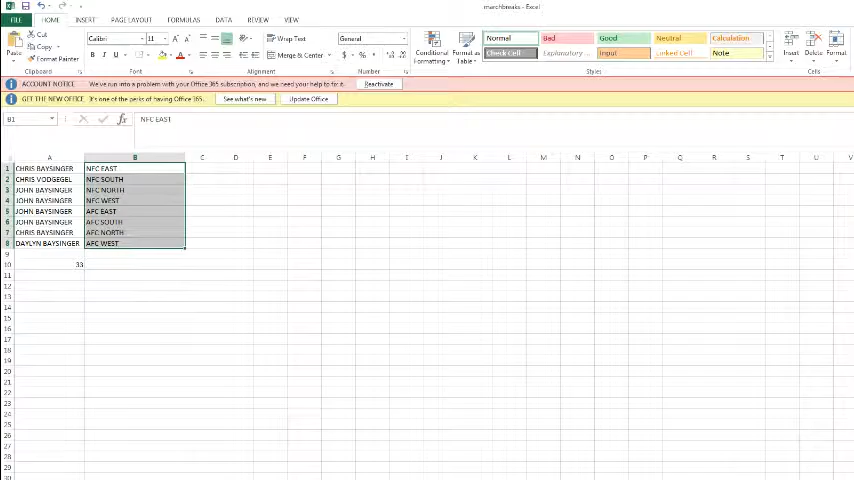 marchbreaks - Excel
FILE HOME INSERT PAGE LAYOUT FORMULAS DATA REVIEW VIEW
Cut
Copy
Format Painter
Paste
Clipboard
Calibri 11
B I U
Font
Wrap Text
Merge & Center
Alignment
General
$ % ,
Number
Conditional Formatting
Format as Table
Normal Bad Good Neutral Calculation
Check Cell Explanatory ... Input Linked Cell Note
Styles
Insert Delete Format
Cells
ACCOUNT NOTICE We've run into a problem with your Office 365 subscription, and we need your help to fix it. Reactivate
GET THE NEW OFFICE It's one of the perks of having Office 365. See what's new Update Office
B1 fx NFC EAST
A B C D E F G H I J K L M N O P Q R S T U V
1 CHRIS BAYSINGER NFC EAST
2 CHRIS VODGEGEL NFC SOUTH
3 JOHN BAYSINGER NFC NORTH
4 JOHN BAYSINGER NFC WEST
5 JOHN BAYSINGER AFC EAST
6 JOHN BAYSINGER AFC SOUTH
7 CHRIS BAYSINGER AFC NORTH
8 DAYLYN BAYSINGER AFC WEST
9
10 33
11
12
13
14
15
16
17
18
19
20
21
22
23
24
25
26
27
28
29
30